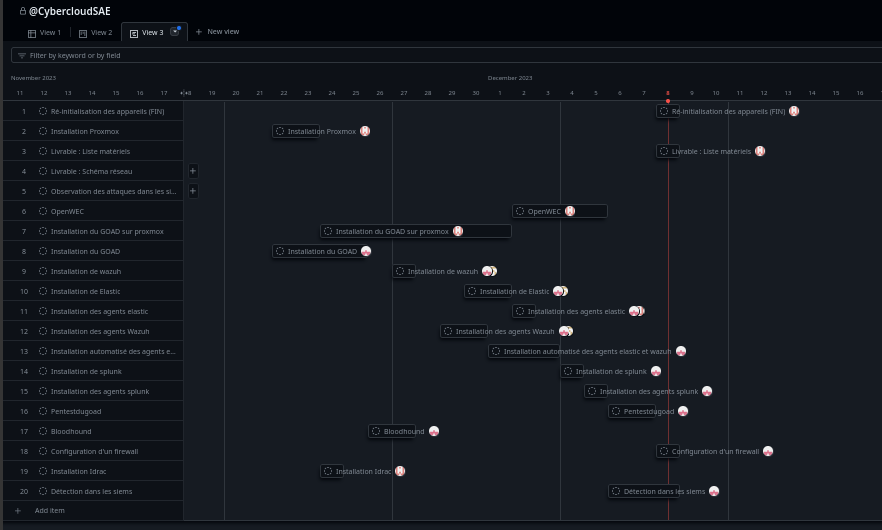 @CybercloudSAE
View 1 View 2 View 3 + New view
Filter by keyword or by field
November 2023 December 2023
11 12 13 14 15 16 17 18 19 20 21 22 23 24 25 26 27 28 29 30 1 2 3 4 5 6 7 8 9 10 11 12 13 14 15 16
1 Ré-initialisation des appareils (FIN) Ré-initialisation des appareils (FIN)
2 Installation Proxmox Installation Proxmox
3 Livrable : Liste matériels Livrable : Liste matériels
4 Livrable : Schéma réseau +
5 Observation des attaques dans les si... +
6 OpenWEC OpenWEC
7 Installation du GOAD sur proxmox Installation du GOAD sur proxmox
8 Installation du GOAD Installation du GOAD
9 Installation de wazuh Installation de wazuh
10 Installation de Elastic Installation de Elastic
11 Installation des agents elastic Installation des agents elastic
12 Installation des agents Wazuh Installation des agents Wazuh
13 Installation automatisé des agents e... Installation automatisé des agents elastic et wazuh
14 Installation de splunk Installation de splunk
15 Installation des agents splunk Installation des agents splunk
16 Pentestdugoad Pentestdugoad
17 Bloodhound Bloodhound
18 Configuration d'un firewall Configuration d'un firewall
19 Installation Idrac Installation Idrac
20 Détection dans les siems Détection dans les siems
+ Add item